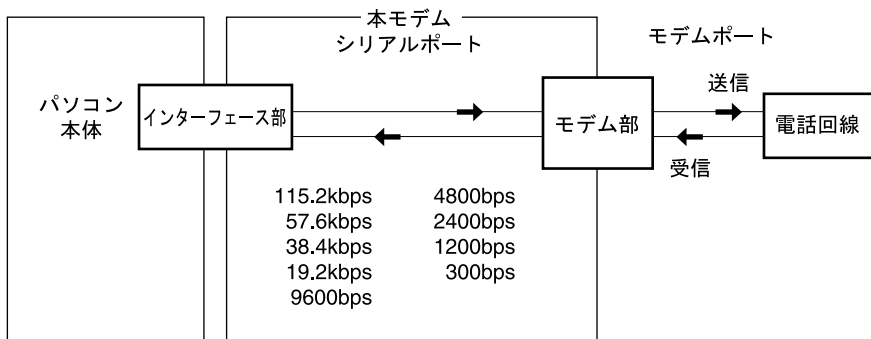 本モデム
シリアルポート
モデムポート
パソコン
本体
インターフェース部
モデム部
送信
受信
電話回線
115.2kbps
57.6kbps
38.4kbps
19.2kbps
9600bps
4800bps
2400bps
1200bps
300bps